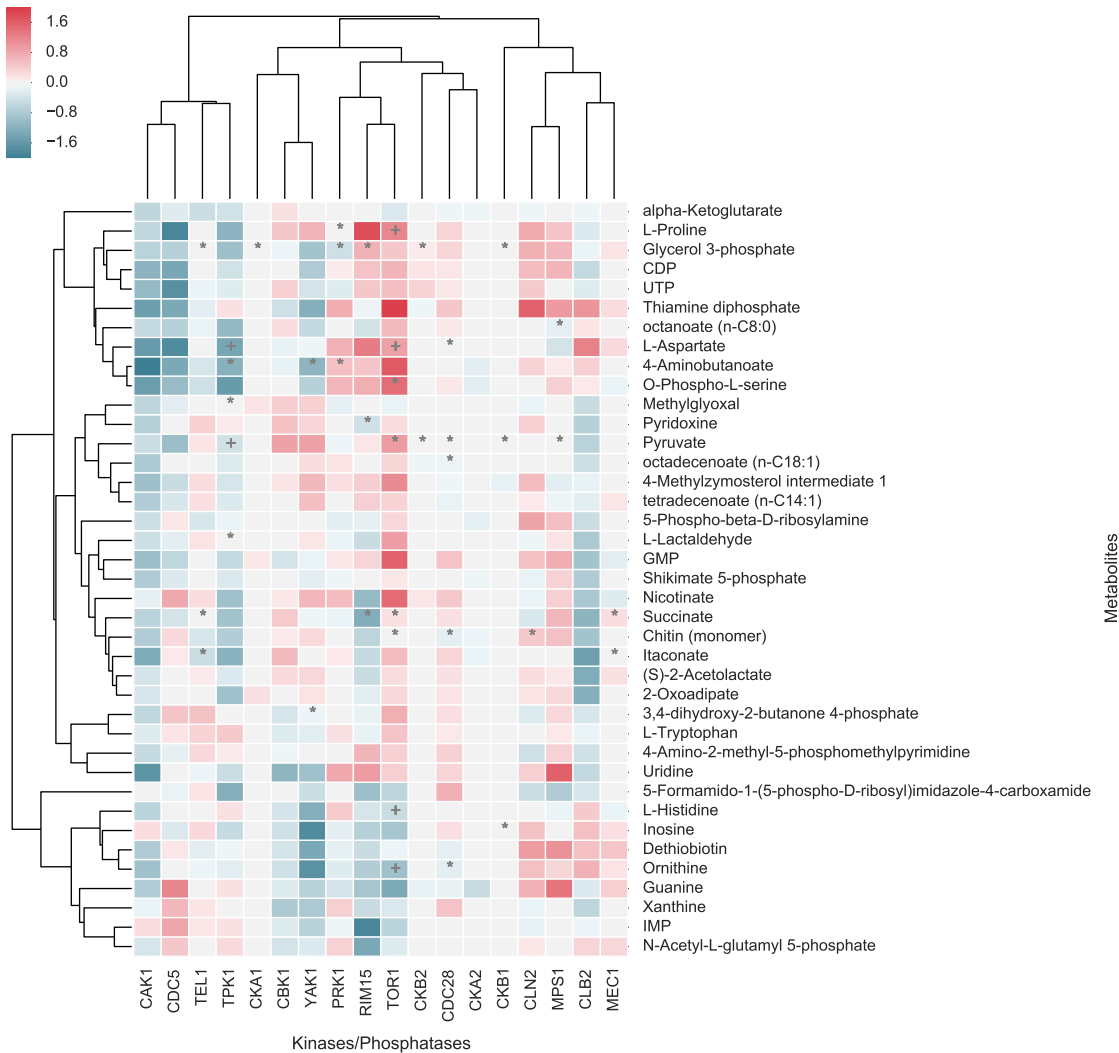 1.6
0.8
0.0
−0.8
−1.6
alpha-Ketoglutarate
L-Proline
* +
Glycerol 3-phosphate
* * * * * *
CDP
UTP
Thiamine diphosphate
octanoate (n-C8:0)
*
L-Aspartate
+ + *
4-Aminobutanoate
* * *
O-Phospho-L-serine
*
Methylglyoxal
*
Pyridoxine
*
Pyruvate
+ * * * * *
octadecenoate (n-C18:1)
*
4-Methylzymosterol intermediate 1
tetradecenoate (n-C14:1)
5-Phospho-beta-D-ribosylamine
L-Lactaldehyde
*
GMP
Shikimate 5-phosphate
Nicotinate
Succinate
* * * *
Chitin (monomer)
* * *
Itaconate
* *
(S)-2-Acetolactate
2-Oxoadipate
3,4-dihydroxy-2-butanone 4-phosphate
*
L-Tryptophan
4-Amino-2-methyl-5-phosphomethylpyrimidine
Uridine
5-Formamido-1-(5-phospho-D-ribosyl)imidazole-4-carboxamide
L-Histidine
+
Inosine
*
Dethiobiotin
Ornithine
+ *
Guanine
Xanthine
IMP
N-Acetyl-L-glutamyl 5-phosphate
Metabolites
CAK1
CDC5
TEL1
TPK1
CKA1
CBK1
YAK1
PRK1
RIM15
TOR1
CKB2
CDC28
CKA2
CKB1
CLN2
MPS1
CLB2
MEC1
Kinases/Phosphatases